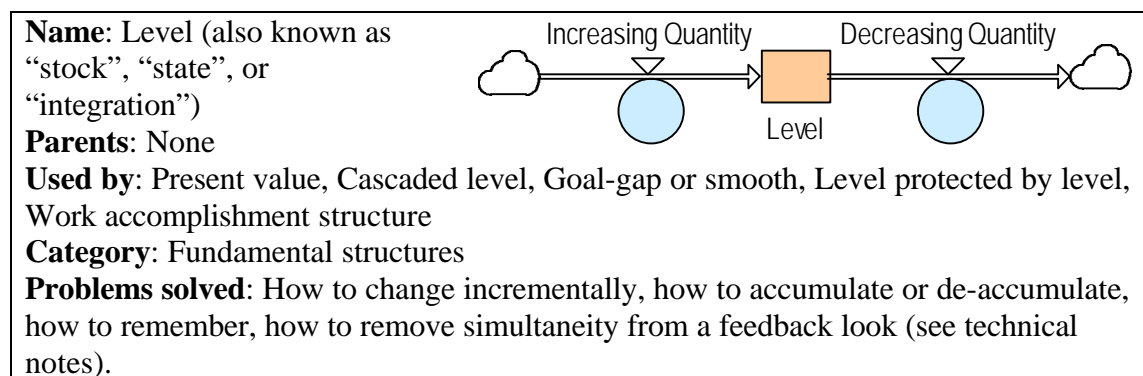 Name: Level (also known as
“stock”, “state”, or
“integration”)
Increasing Quantity
Decreasing Quantity
Level
Parents: None
Used by: Present value, Cascaded level, Goal-gap or smooth, Level protected by level,
Work accomplishment structure
Category: Fundamental structures
Problems solved: How to change incrementally, how to accumulate or de-accumulate,
how to remember, how to remove simultaneity from a feedback look (see technical
notes).